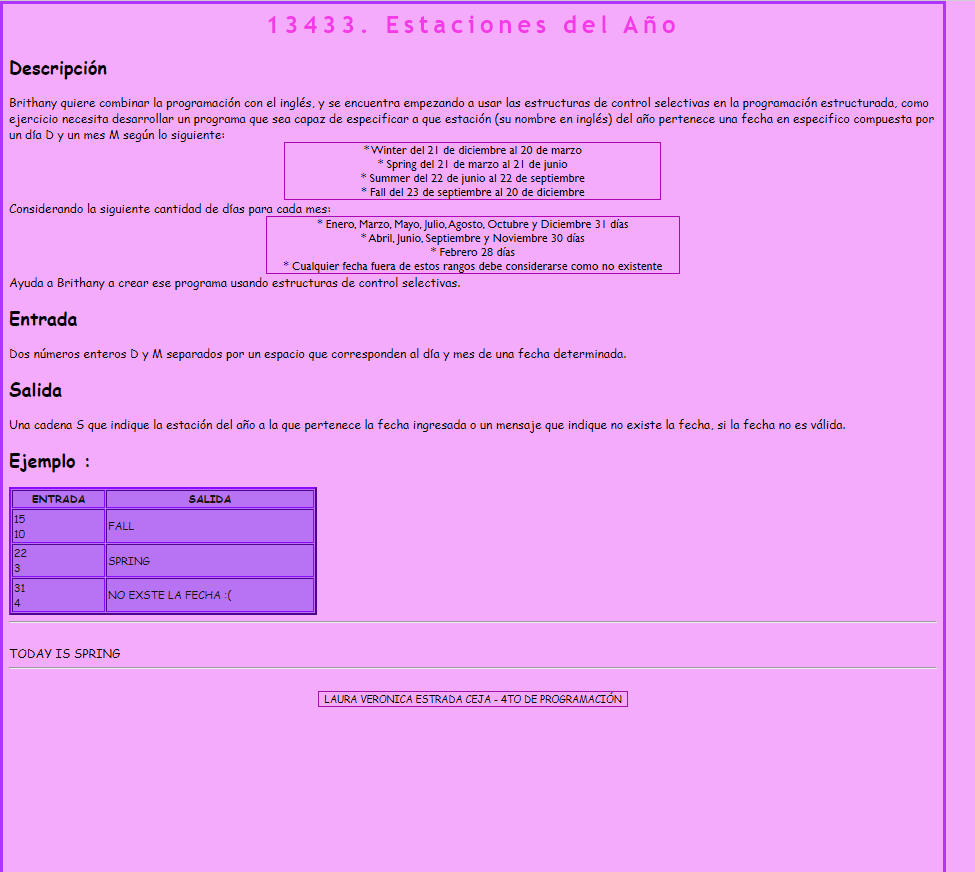 13433. Estaciones del Año
Descripción
Brithany quiere combinar la programación con el inglés, y se encuentra empezando a usar las estructuras de control selectivas en la programación estructurada, como
ejercicio necesita desarrollar un programa que sea capaz de especificar a que estación (su nombre en inglés) del año pertenece una fecha en especifico compuesta por
un día D y un mes M según lo siguiente:
* Winter del 21 de diciembre al 20 de marzo
* Spring del 21 de marzo al 21 de junio
* Summer del 22 de junio al 22 de septiembre
* Fall del 23 de septiembre al 20 de diciembre
Considerando la siguiente cantidad de días para cada mes:
* Enero, Marzo, Mayo, Julio, Agosto, Octubre y Diciembre 31 días
* Abril, Junio, Septiembre y Noviembre 30 días
* Febrero 28 días
* Cualquier fecha fuera de estos rangos debe considerarse como no existente
Ayuda a Brithany a crear ese programa usando estructuras de control selectivas.
Entrada
Dos números enteros D y M separados por un espacio que corresponden al día y mes de una fecha determinada.
Salida
Una cadena S que indique la estación del año a la que pertenece la fecha ingresada o un mensaje que indique no existe la fecha, si la fecha no es válida.
Ejemplo :
ENTRADA SALIDA
15
10
FALL
22
3
SPRING
31
4
NO EXSTE LA FECHA :(
TODAY IS SPRING
LAURA VERONICA ESTRADA CEJA - 4TO DE PROGRAMACIÓN